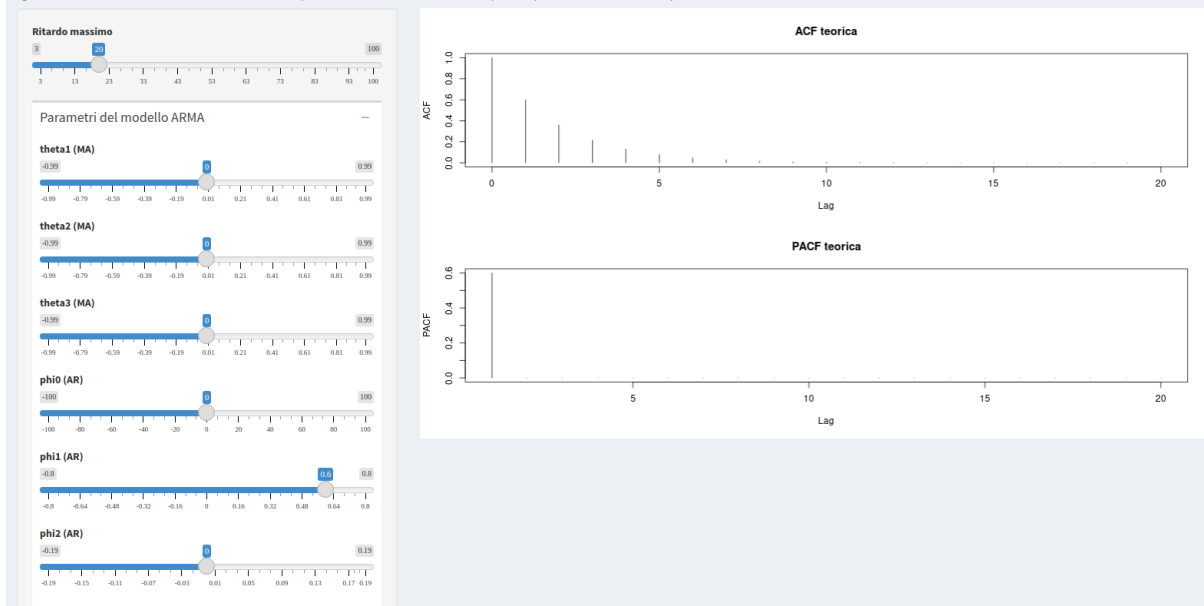 Ritardo massimo
3 20 100
3 13 23 33 43 53 63 73 83 93 100
Parametri del modello ARMA
theta1 (MA)
-0.99 0 0.99
-0.99 -0.79 -0.59 -0.39 -0.19 0.01 0.21 0.41 0.61 0.81 0.99
theta2 (MA)
-0.99 0 0.99
-0.99 -0.79 -0.59 -0.39 -0.19 0.01 0.21 0.41 0.61 0.81 0.99
theta3 (MA)
-0.99 0 0.99
-0.99 -0.79 -0.59 -0.39 -0.19 0.01 0.21 0.41 0.61 0.81 0.99
phi0 (AR)
-100 0 100
-100 -80 -60 -40 -20 0 20 40 60 80 100
phi1 (AR)
-0.8 0.6 0.8
-0.8 -0.64 -0.48 -0.32 -0.16 0 0.16 0.32 0.48 0.64 0.8
phi2 (AR)
-0.19 0 0.19
-0.19 -0.15 -0.11 -0.07 -0.03 0.01 0.05 0.09 0.13 0.17 0.19
ACF teorica
ACF
0.0 0.2 0.4 0.6 0.8 1.0
0 5 10 15 20
Lag
PACF teorica
PACF
0.0 0.2 0.4 0.6
5 10 15 20
Lag